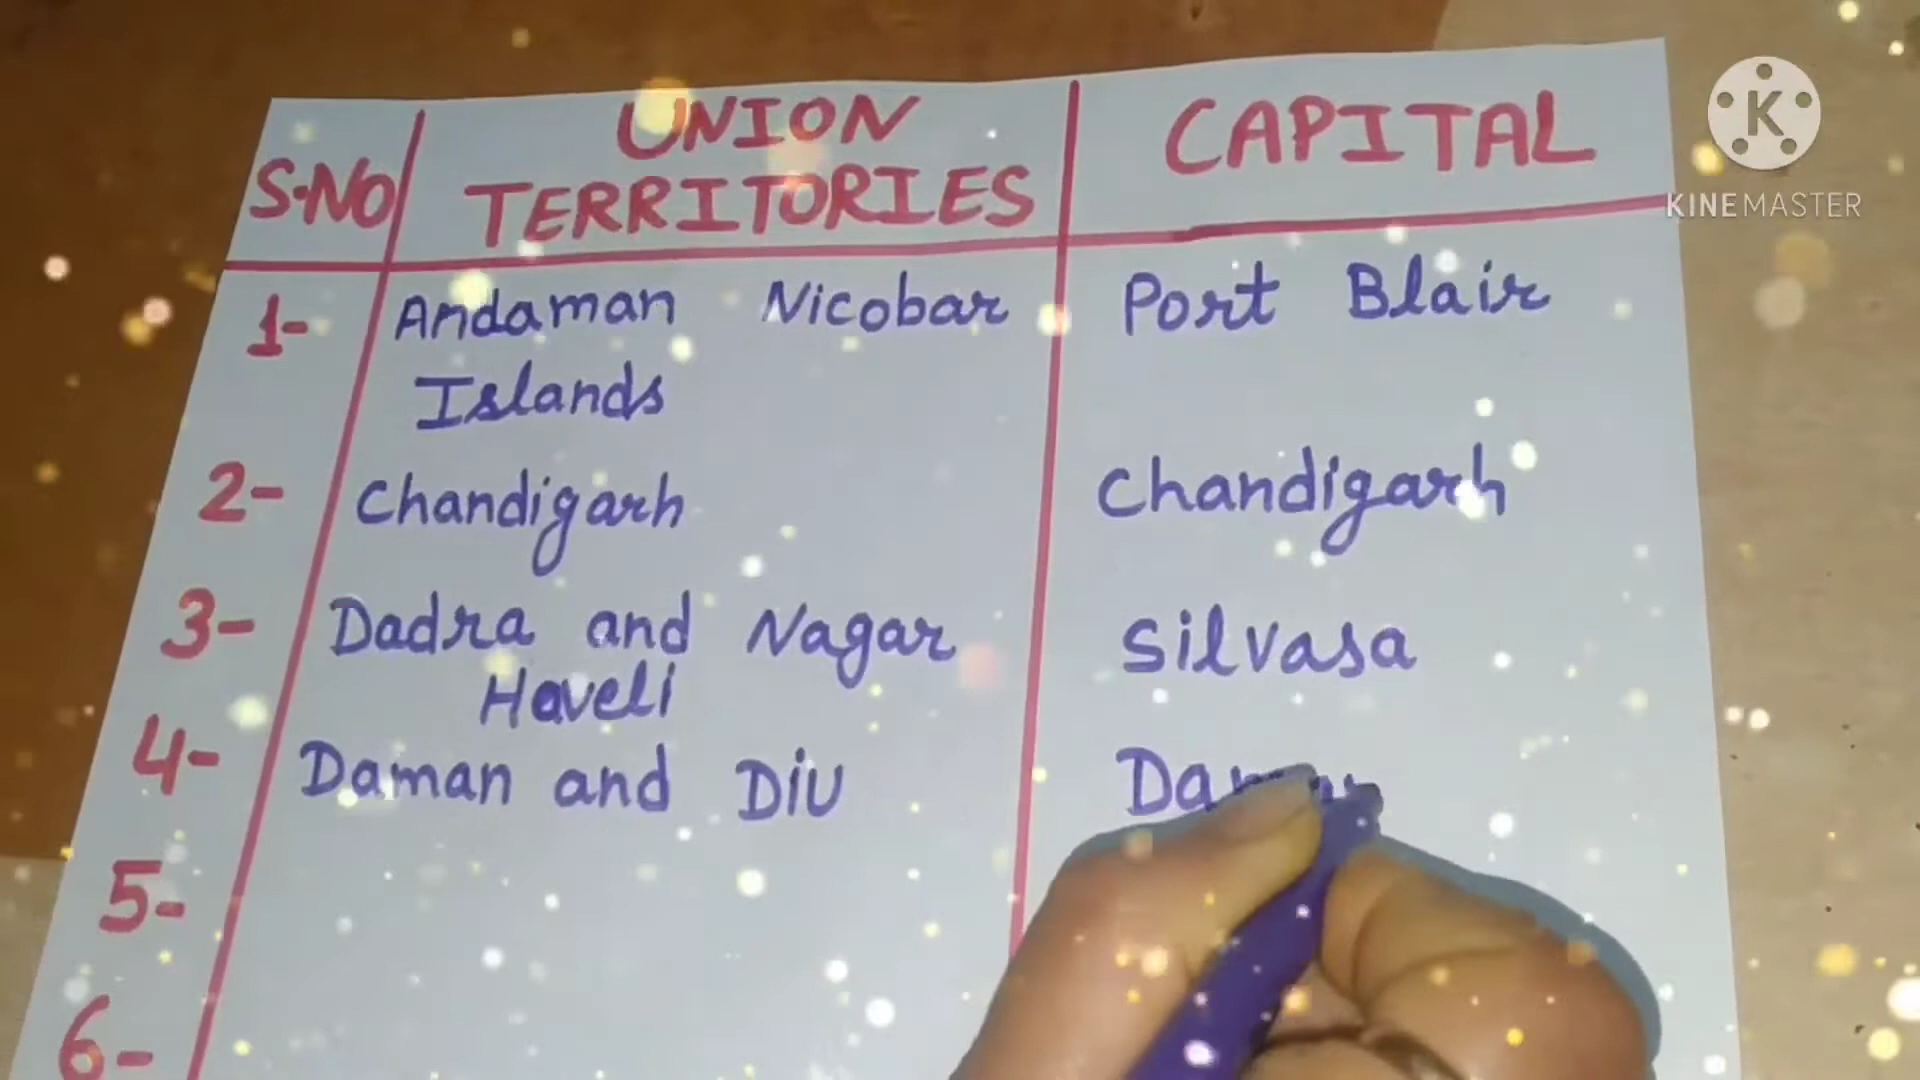 S.NO UNION TERRITORIES CAPITAL
1- Andaman Nicobar Islands Port Blair
2- Chandigarh Chandigarh
3- Dadra and Nagar Haveli Silvasa
4- Daman and Diu
5-
6-
K
KINEMASTER